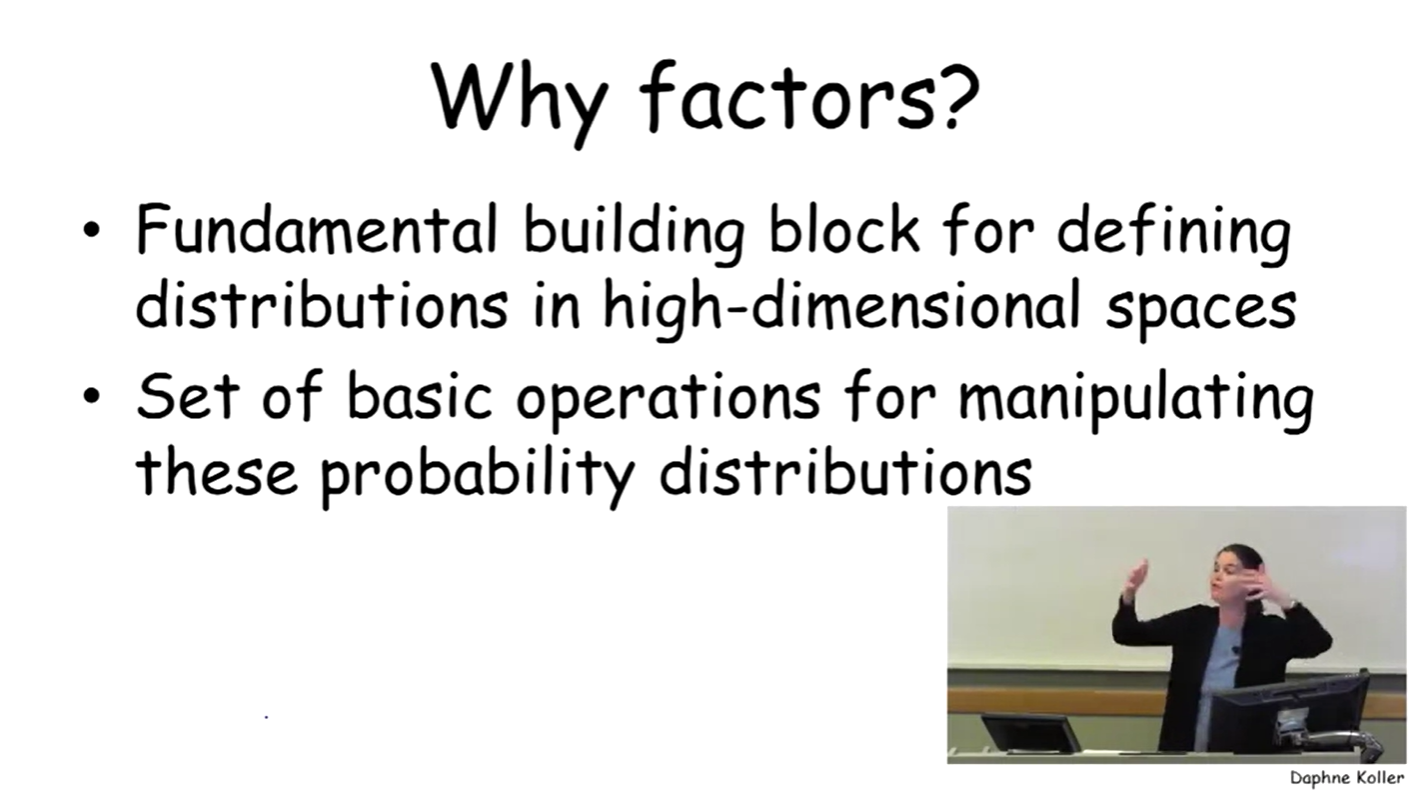 Why factors?
• Fundamental building block for defining
distributions in high-dimensional spaces
• Set of basic operations for manipulating
these probability distributions
Daphne Koller